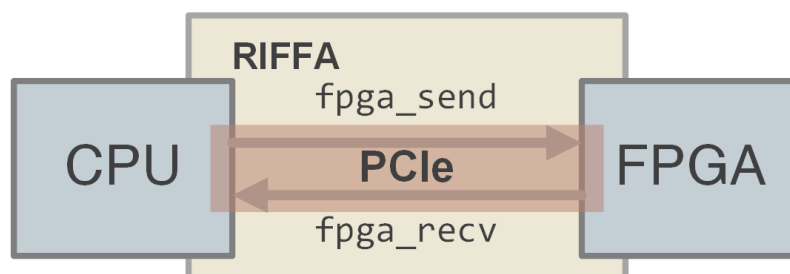 RIFFA
fpga_send
CPU
PCIe
FPGA
fpga_recv